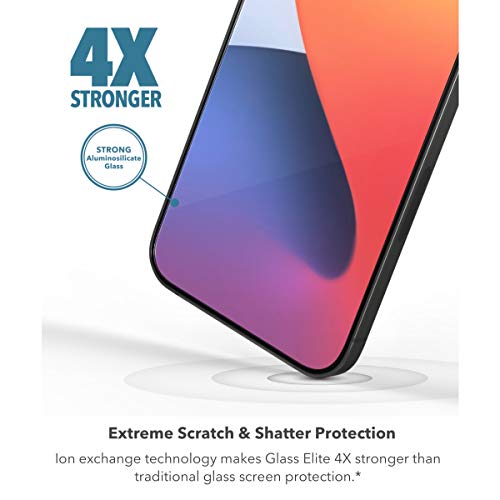 4X
STRONGER
STRONG
Aluminosilicate
Glass
Extreme Scratch & Shatter Protection
Ion exchange technology makes Glass Elite 4X stronger than
traditional glass screen protection.*